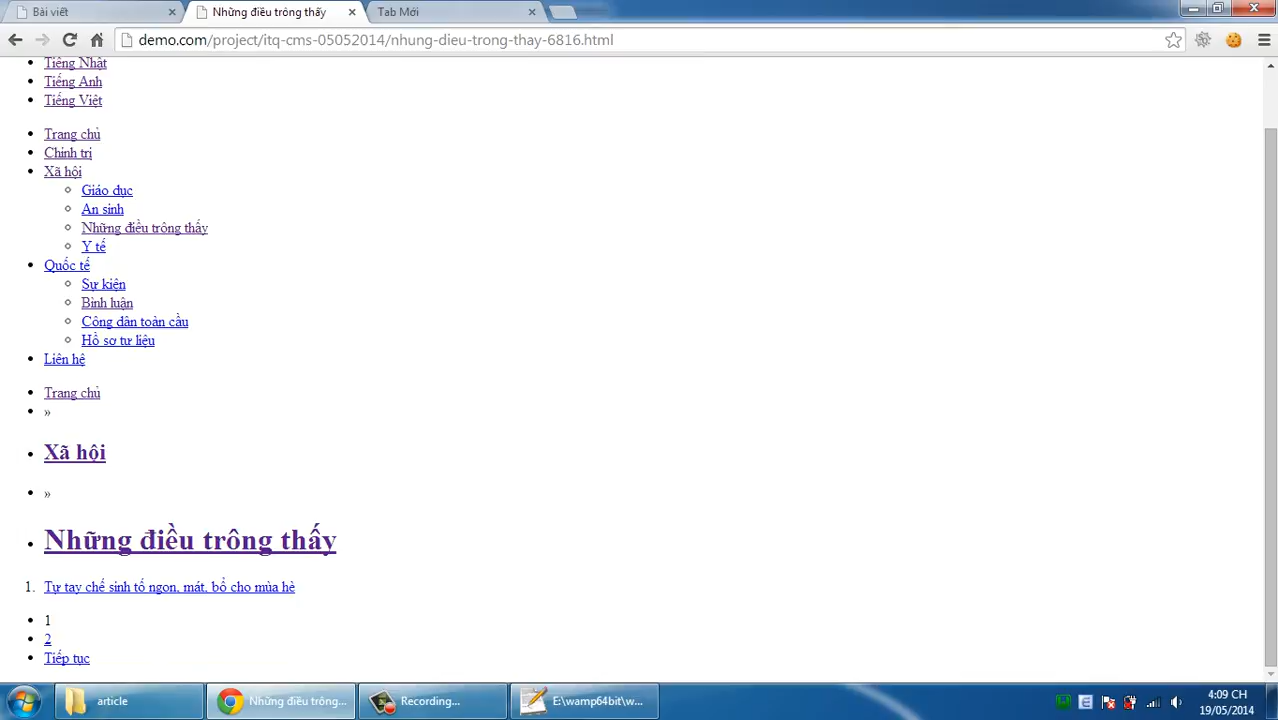 Bài viết
Những điều trông thấy
Tab Mới
demo.com/project/itq-cms-05052014/nhung-dieu-trong-thay-6816.html
Tiếng Nhật
Tiếng Anh
Tiếng Việt
Trang chủ
Chính trị
Xã hội
Giáo dục
An sinh
Những điều trông thấy
Y tế
Quốc tế
Sự kiện
Bình luận
Công dân toàn cầu
Hồ sơ tư liệu
Liên hệ
Trang chủ
»
Xã hội
»
Những điều trông thấy
1. Tự tay chế sinh tố ngon, mát, bổ cho mùa hè
1
2
Tiếp tục
article
Những điều trông...
Recording...
E:\wamp64bit\w...
4:09 CH
19/05/2014